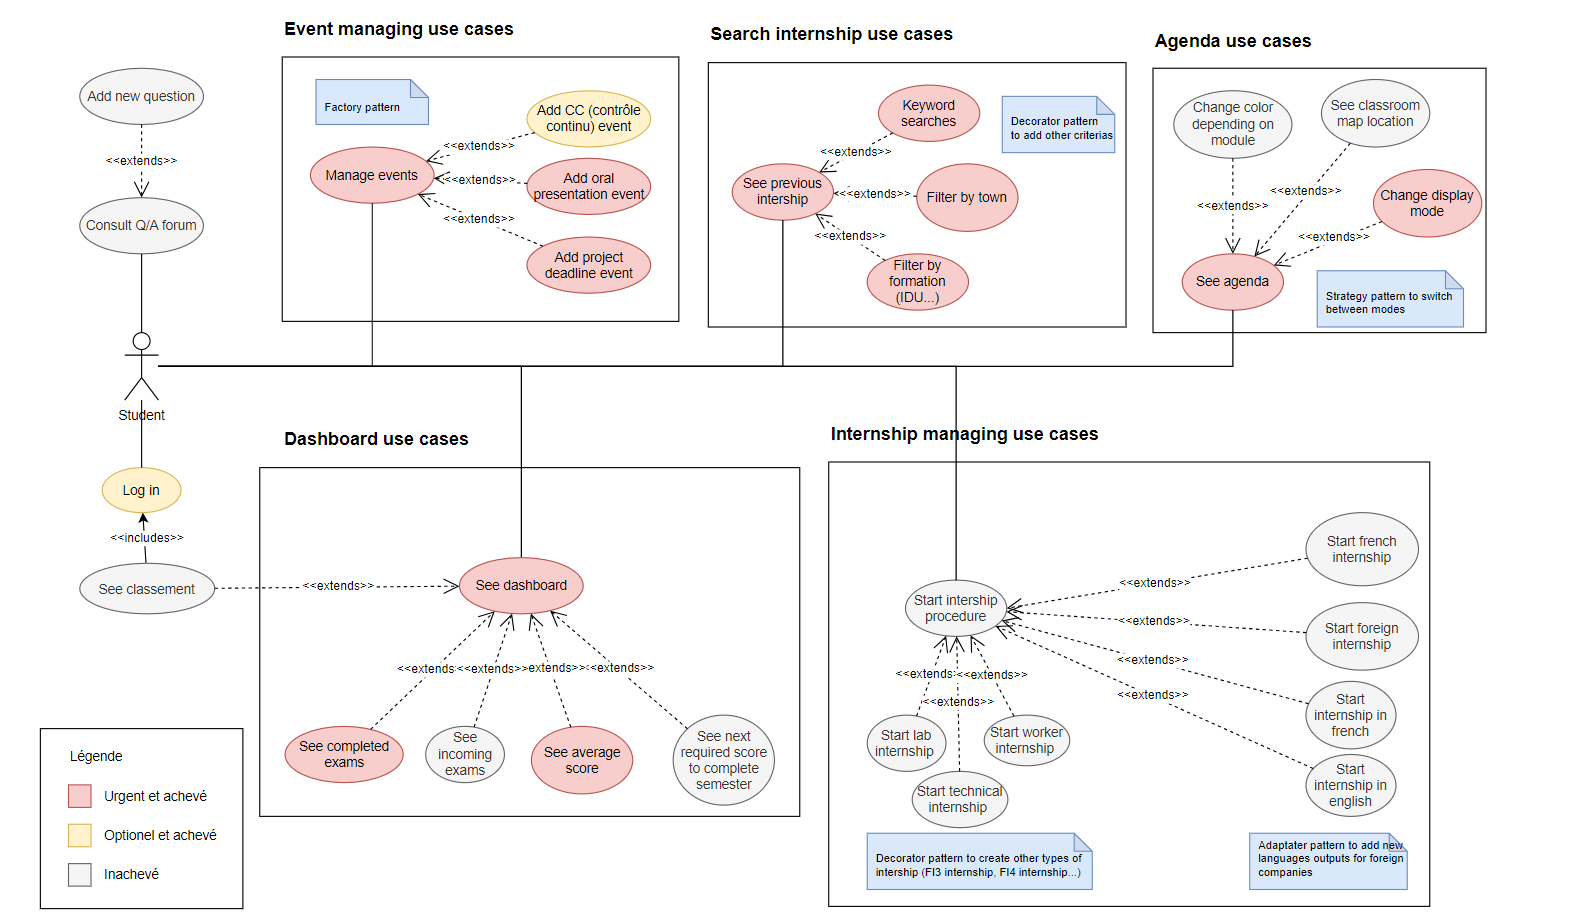 Event managing use cases
Search internship use cases
Agenda use cases
Add new question
<<extends>>
Consult Q/A forum
Factory pattern
Add CC (contrôle
continu) event
<<extends>>
Manage events
<<extends>>
Add oral
presentation event
<<extends>>
Add project
deadline event
Keyword
searches
Decorator pattern
to add other criterias
<<extends>>
See previous
intership
<<extends>>
Filter by town
<<extends>>
Filter by
formation
(IDU...)
Change color
depending on
module
See classroom
map location
<<extends>>
<<extends>>
Change display
mode
<<extends>>
See agenda
Strategy pattern to switch
between modes
Student
Log in
<<includes>>
See classement
<<extends>>
Dashboard use cases
See dashboard
<<extends
<<extends>>
extends>>
<<extends>>
See completed
exams
See
incoming
exams
See average
score
See next
required score
to complete
semester
Internship managing use cases
Start intership
procedure
<<extends>>
Start french
internship
<<extends>>
Start foreign
internship
<<extends>>
Start
internship in
french
<<extends>>
Start
internship in
english
<<extends
<<extends>>
<<extends>>
Start lab
internship
Start worker
internship
Start technical
internship
Decorator pattern to create other types of
intership (FI3 internship, FI4 internship...)
Adaptater pattern to add new
languages outputs for foreign
companies
Légende
Urgent et achevé
Optionel et achevé
Inachevé